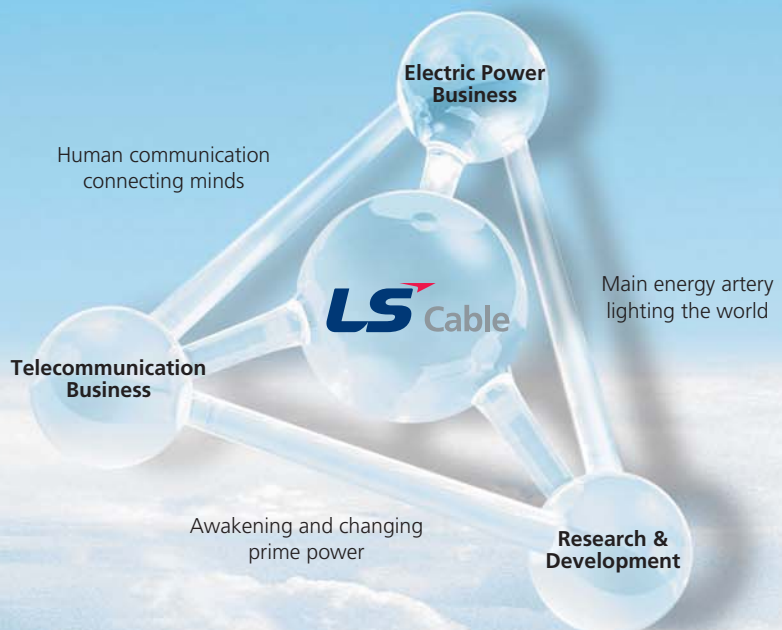 Electric Power
Business
Human communication
connecting minds
Main energy artery
lighting the world
LS Cable
Telecommunication
Business
Awakening and changing
prime power
Research &
Development